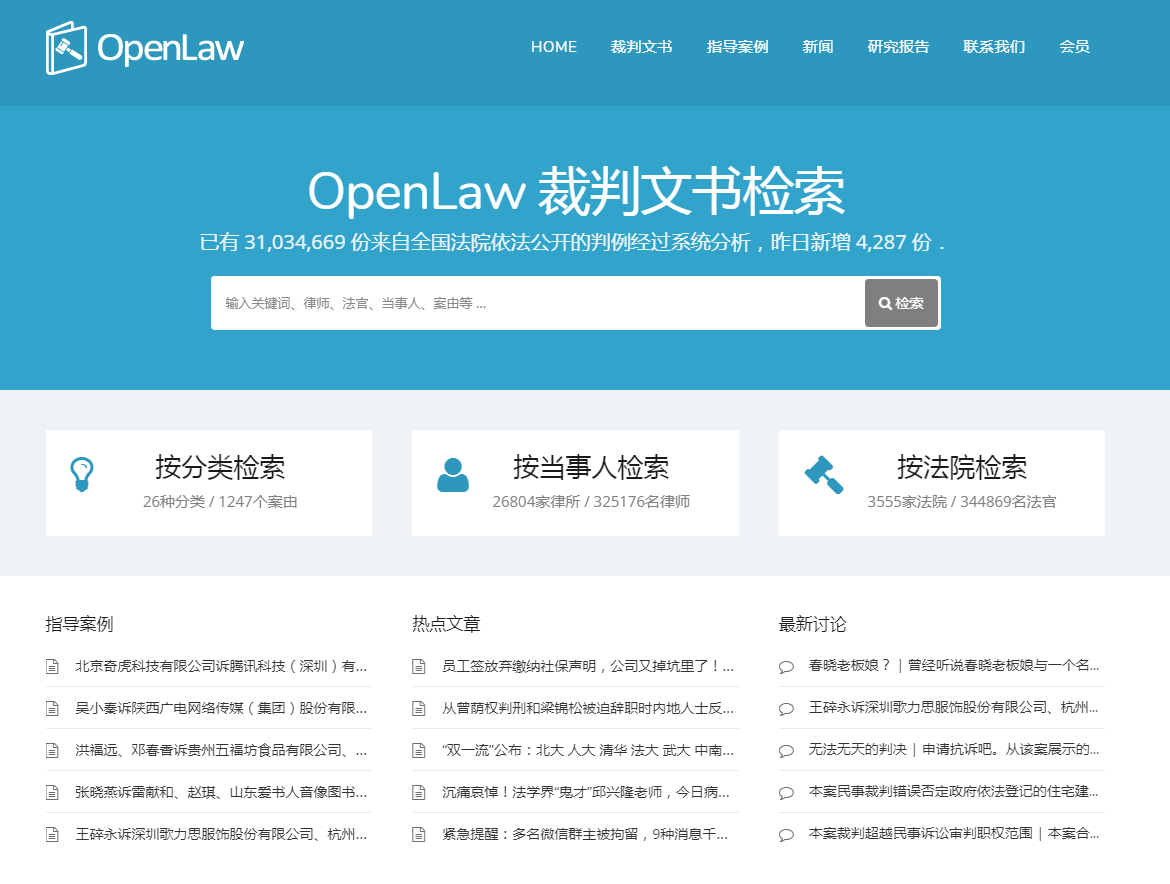 OpenLaw
HOME 裁判文书 指导案例 新闻 研究报告 联系我们 会员
OpenLaw 裁判文书检索
已有 31,034,669 份来自全国法院依法公开的判例经过系统分析，昨日新增 4,287 份．
输入关键词、律师、法官、当事人、案由等 ...
检索
按分类检索
26种分类 / 1247个案由
按当事人检索
26804家律所 / 325176名律师
按法院检索
3555家法院 / 344869名法官
指导案例
北京奇虎科技有限公司诉腾讯科技（深圳）有...
吴小秦诉陕西广电网络传媒（集团）股份有限...
洪福远、邓春香诉贵州五福坊食品有限公司、...
张晓燕诉雷献和、赵琪、山东爱书人音像图书...
王碎永诉深圳歌力思服饰股份有限公司、杭州...
热点文章
员工签放弃缴纳社保声明，公司又掉坑里了！...
从曾荫权判刑和梁锦松被迫辞职时内地人士反...
“双一流”公布：北大 人大 清华 法大 武大 中南...
沉痛哀悼！法学界“鬼才”邱兴隆老师，今日病...
紧急提醒：多名微信群主被拘留，9种消息千...
最新讨论
春晓老板娘？｜曾经听说春晓老板娘与一个名...
王碎永诉深圳歌力思服饰股份有限公司、杭州...
无法无天的判决｜申请抗诉吧。从该案展示的...
本案民事裁判错误否定政府依法登记的住宅建...
本案裁判超越民事诉讼审判职权范围｜本案合...